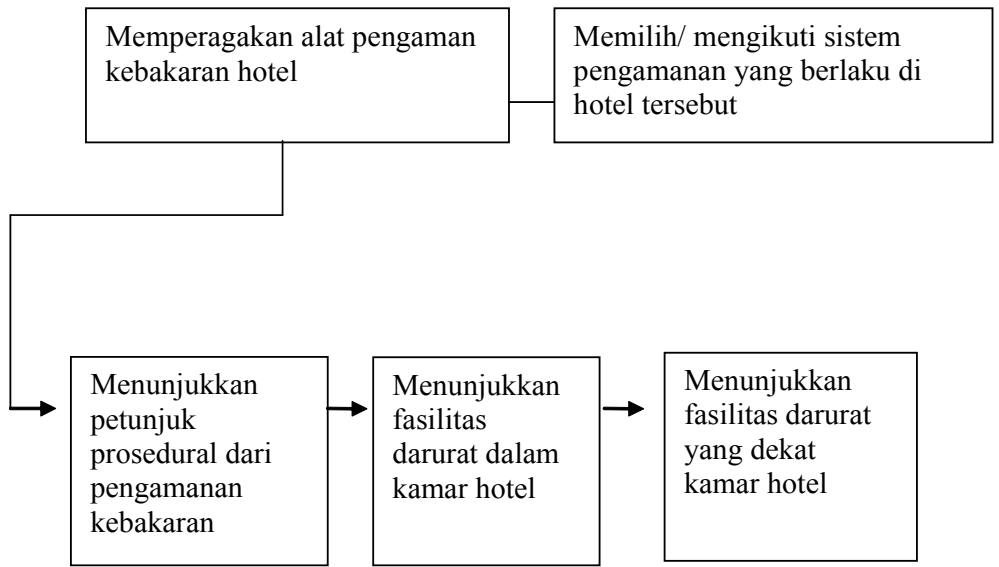 Memperagakan alat pengaman
kebakaran hotel
Memilih/ mengikuti sistem
pengamanan yang berlaku di
hotel tersebut
Menunjukkan
petunjuk
prosedural dari
pengamanan
kebakaran
Menunjukkan
fasilitas
darurat dalam
kamar hotel
Menunjukkan
fasilitas darurat
yang dekat
kamar hotel